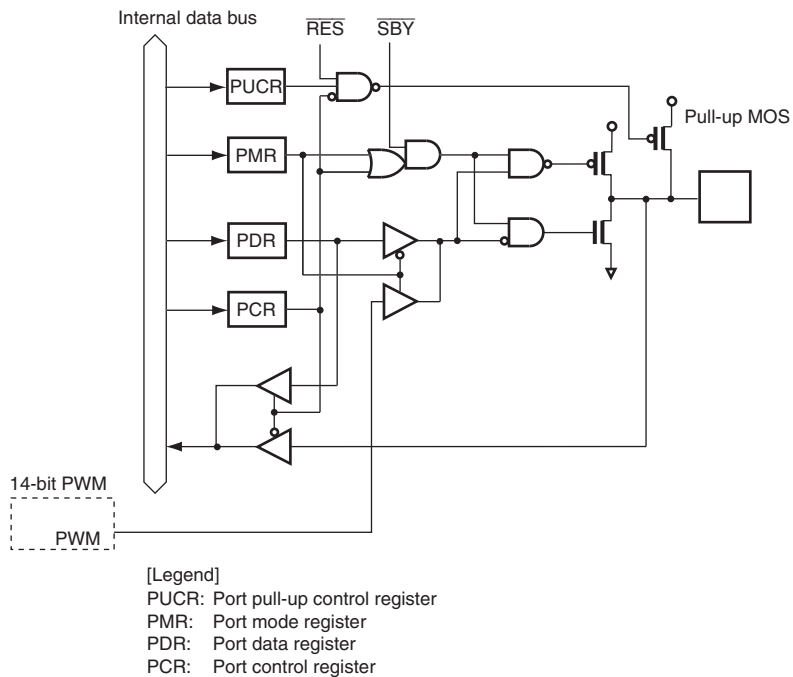 Internal data bus
RES
SBY
PUCR
Pull-up MOS
PMR
PDR
PCR
14-bit PWM
PWM
[Legend]
PUCR: Port pull-up control register
PMR: Port mode register
PDR: Port data register
PCR: Port control register